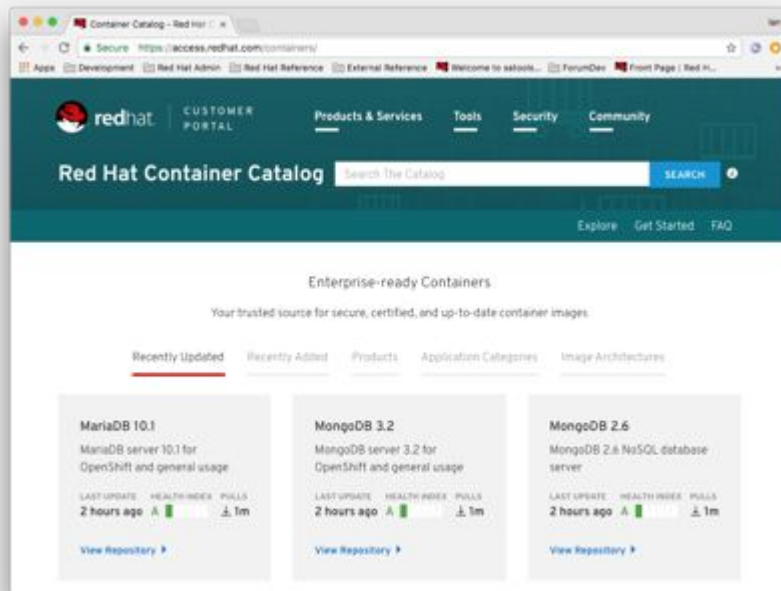 Container Catalog - Red Hat C
Secure https://access.redhat.com/containers/
Apps Development Red Hat Admin Red Hat Reference External Reference Welcome to satools... ForumDev Front Page | Red H...
redhat. CUSTOMER PORTAL
Products & Services Tools Security Community
Red Hat Container Catalog Search The Catalog SEARCH
Explore Get Started FAQ
Enterprise-ready Containers
Your trusted source for secure, certified, and up-to-date container images
Recently Updated Recently Added Products Application Categories Image Architectures
MariaDB 10.1
MariaDB server 10.1 for
OpenShift and general usage
LAST UPDATE HEALTH INDEX PULLS
2 hours ago A 1m
View Repository
MongoDB 3.2
MongoDB server 3.2 for
OpenShift and general usage
LAST UPDATE HEALTH INDEX PULLS
2 hours ago A 1m
View Repository
MongoDB 2.6
MongoDB 2.6 NoSQL database
server
LAST UPDATE HEALTH INDEX PULLS
2 hours ago A 1m
View Repository